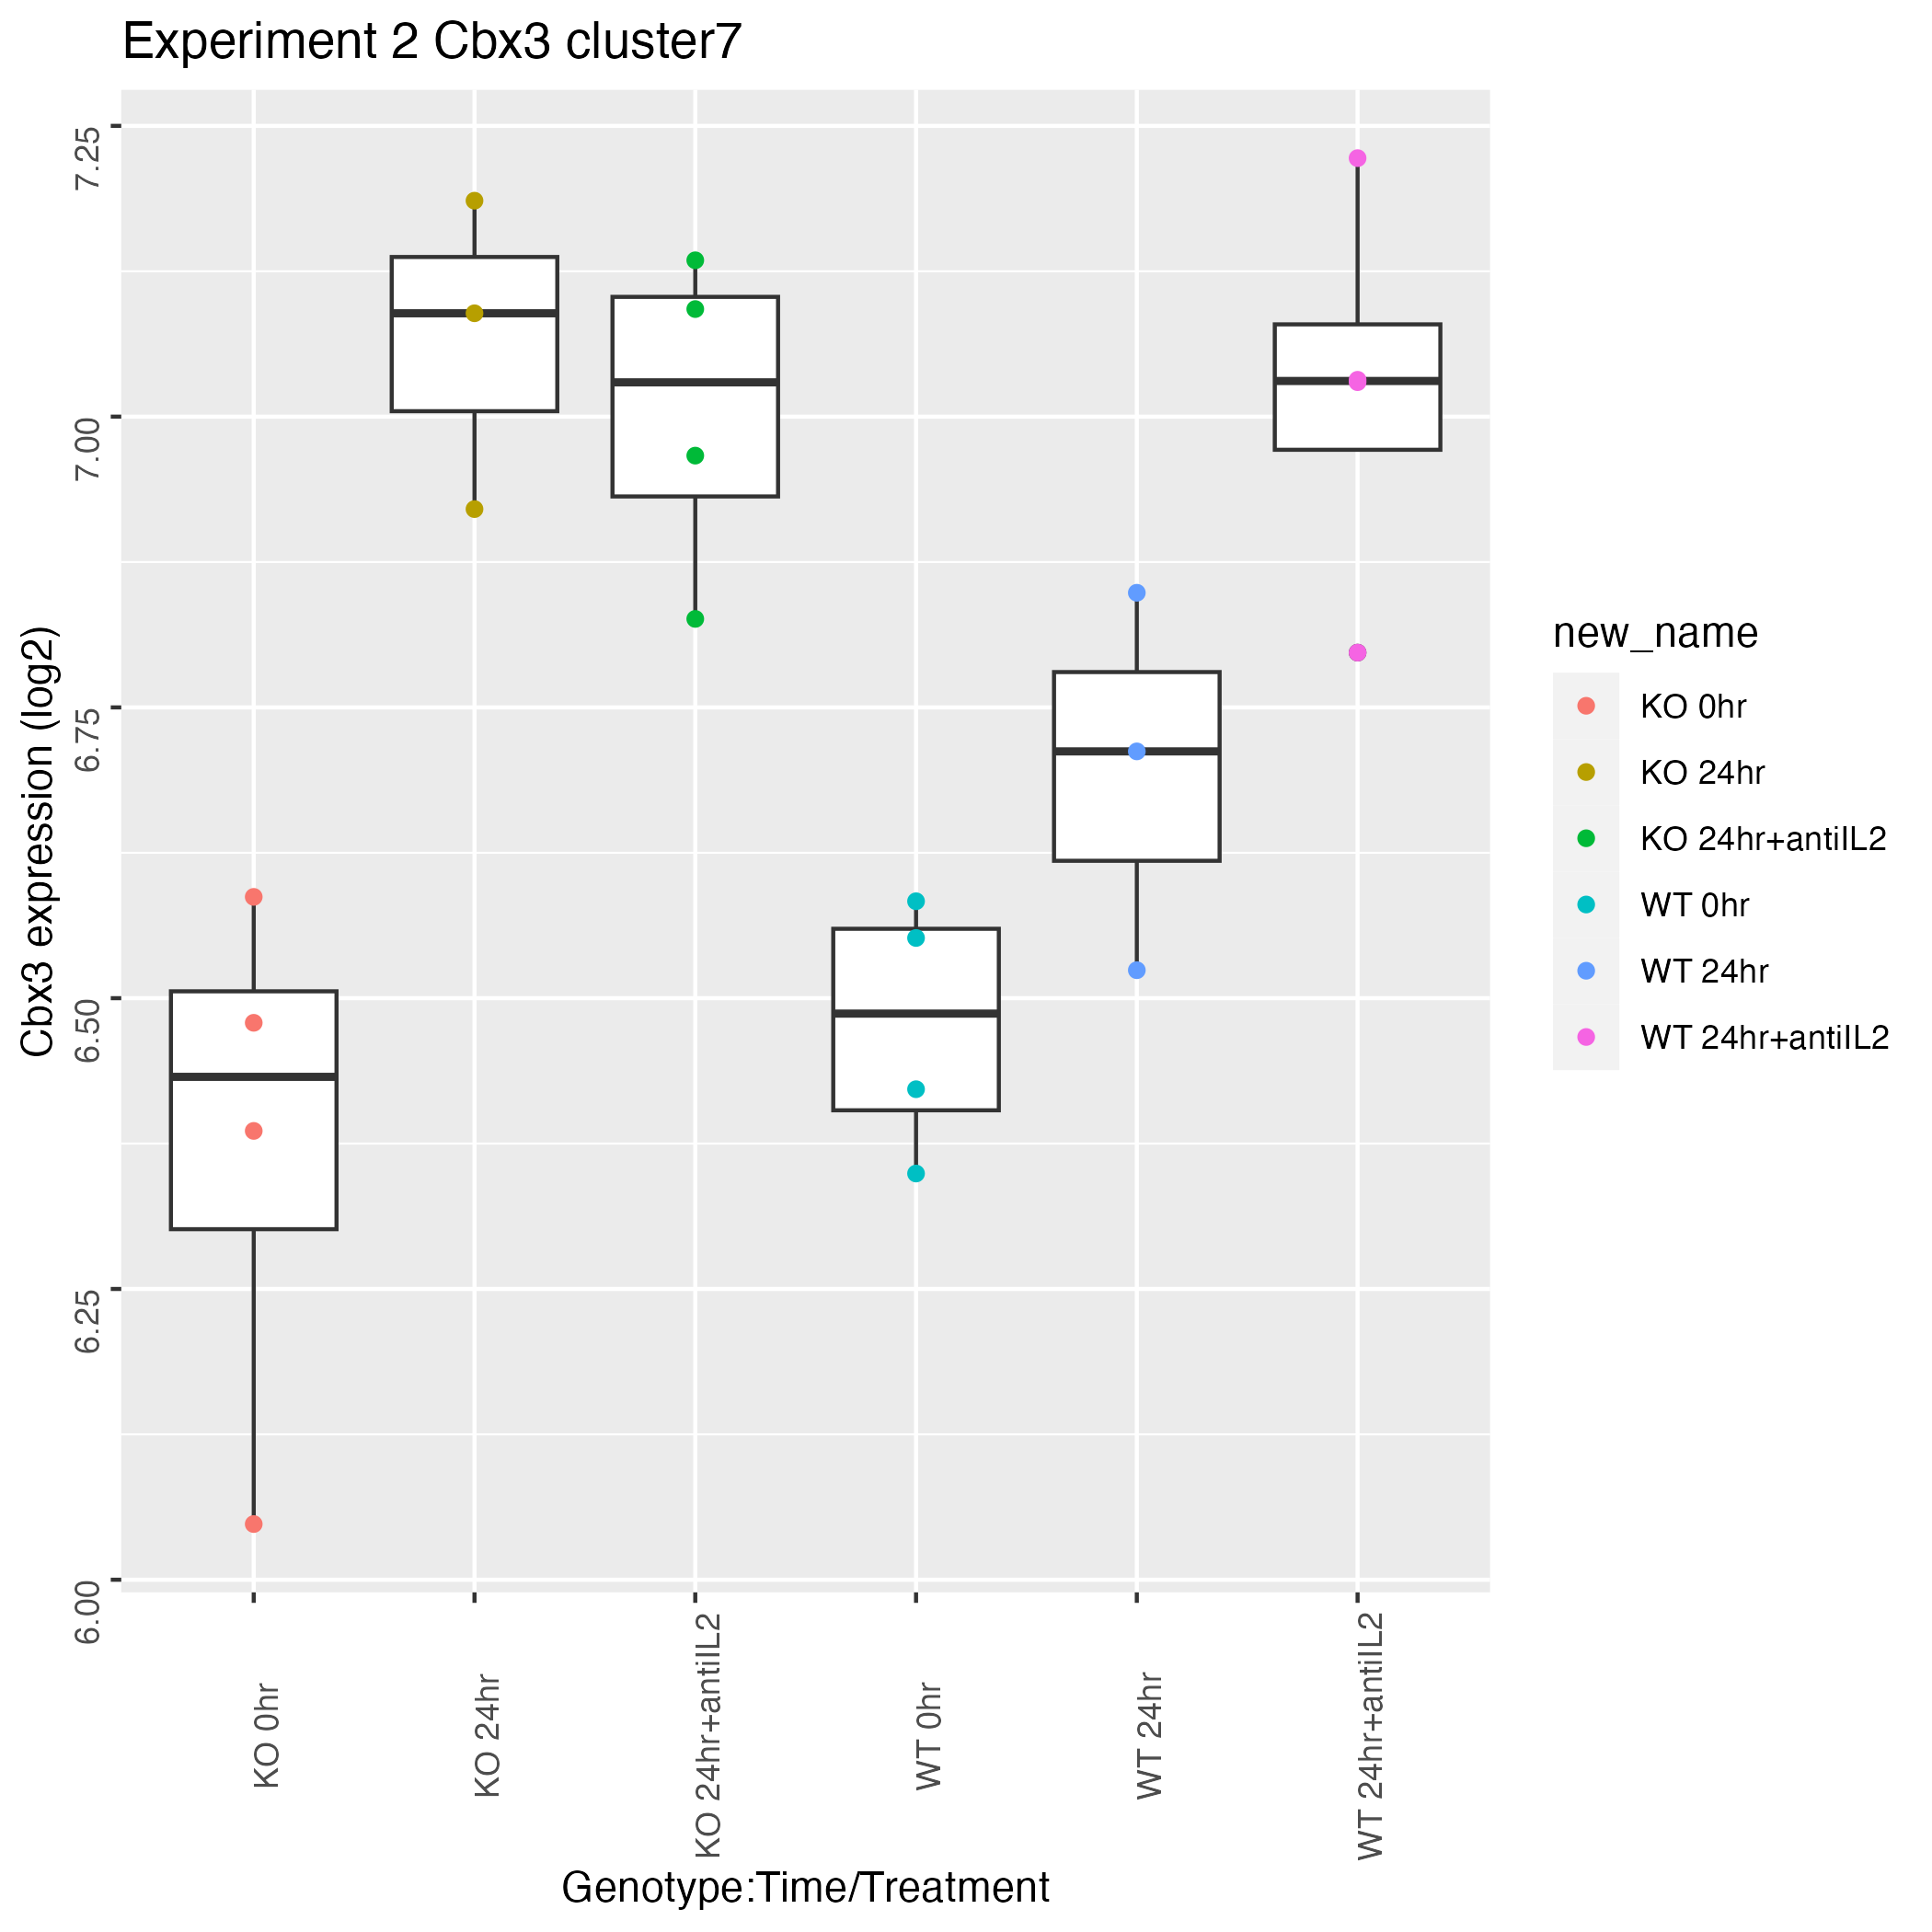 Experiment 2 Cbx3 cluster7
Cbx3 expression (log2)
7.25
7.00
6.75
6.50
6.25
6.00
KO 0hr
KO 24hr
KO 24hr+antiIL2
WT 0hr
WT 24hr
WT 24hr+antiIL2
Genotype:Time/Treatment
new_name
KO 0hr
KO 24hr
KO 24hr+antiIL2
WT 0hr
WT 24hr
WT 24hr+antiIL2